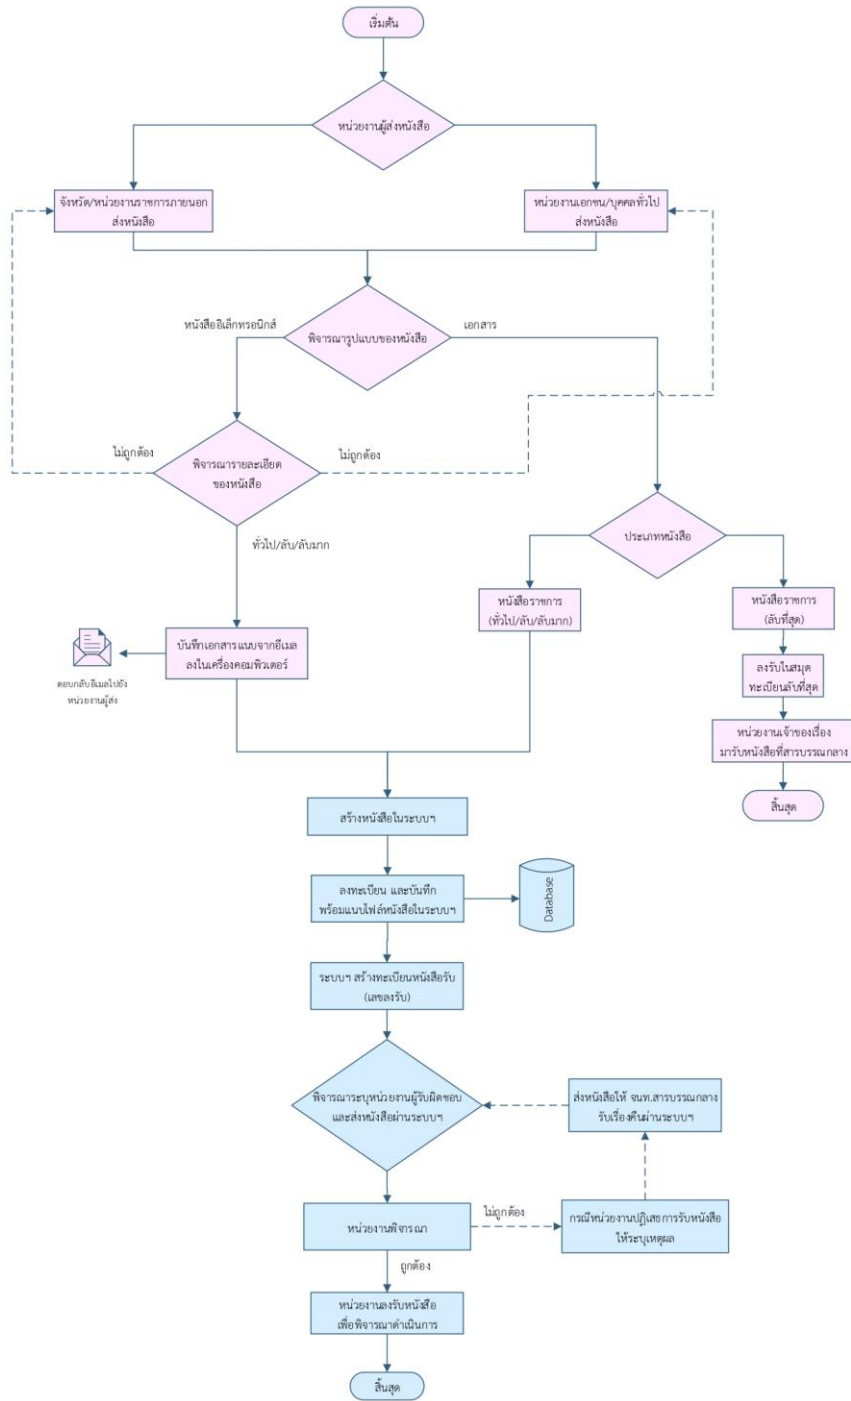 เริ่มต้น
หน่วยงานผู้ส่งหนังสือ
จังหวัด/หน่วยงานราชการภายนอก
ส่งหนังสือ
หน่วยงานเอกชน/บุคคลทั่วไป
ส่งหนังสือ
หนังสืออิเล็กทรอนิกส์
พิจารณารูปแบบของหนังสือ
เอกสาร
ไม่ถูกต้อง
พิจารณารายละเอียด
ของหนังสือ
ไม่ถูกต้อง
ประเภทหนังสือ
ทั่วไป/ลับ/ลับมาก
หนังสือราชการ
(ทั่วไป/ลับ/ลับมาก)
หนังสือราชการ
(ลับที่สุด)
บันทึกเอกสารแนบจากอีเมล
ลงในเครื่องคอมพิวเตอร์
ตอบกลับอีเมลไปยัง
หน่วยงานผู้ส่ง
ลงรับในสมุด
ทะเบียนลับที่สุด
หน่วยงานเจ้าของเรื่อง
มารับหนังสือที่สารบรรณกลาง
สิ้นสุด
สร้างหนังสือในระบบฯ
ลงทะเบียน และบันทึก
พร้อมแนบไฟล์หนังสือในระบบฯ
Database
ระบบฯ สร้างทะเบียนหนังสือรับ
(เลขลงรับ)
พิจารณาระบุหน่วยงานผู้รับผิดชอบ
และส่งหนังสือผ่านระบบฯ
ส่งหนังสือให้ จนท.สารบรรณกลาง
รับเรื่องคืนผ่านระบบฯ
หน่วยงานพิจารณา
ไม่ถูกต้อง
กรณีหน่วยงานปฏิเสธการรับหนังสือ
ให้ระบุเหตุผล
ถูกต้อง
หน่วยงานลงรับหนังสือ
เพื่อพิจารณาดำเนินการ
สิ้นสุด